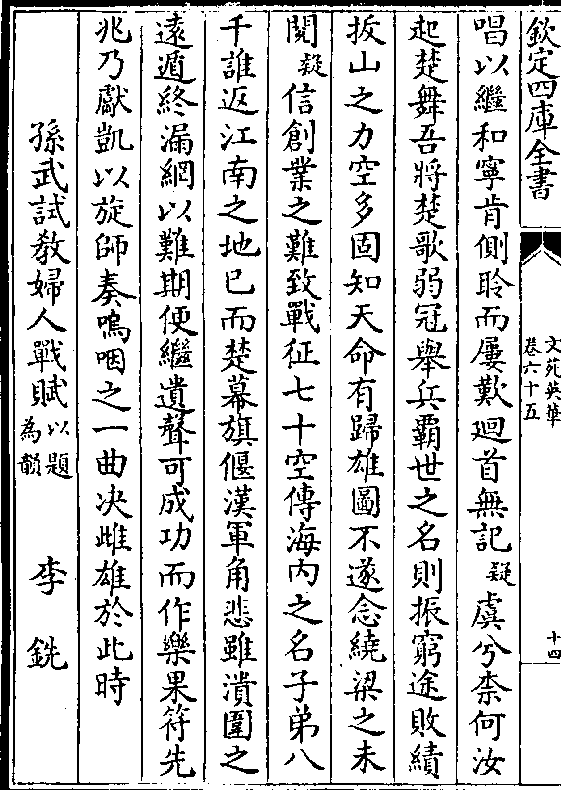 欽定四庫全書
文苑英華
卷六十五
十四
唱以繼和寧肯側聆而屢歎迴首無記疑虞兮柰何汝
起楚舞吾將楚歌弱冠舉兵覇世之名則振窮途敗績
拔山之力空多固知天命有歸雄圖不遂念繞梁之未
閲疑信創業之難致戰征七十空傳海内之名子弟八
千誰返江南之地已而楚幕旗偃漢軍角悲雖潰圍之
遠遁終漏網以難期便繼遺聲可成功而作樂果符先
兆乃獻凱以旋師奏嗚咽之一曲决雌雄於此時
孫武試教婦人戰賦以題為韻 李銑